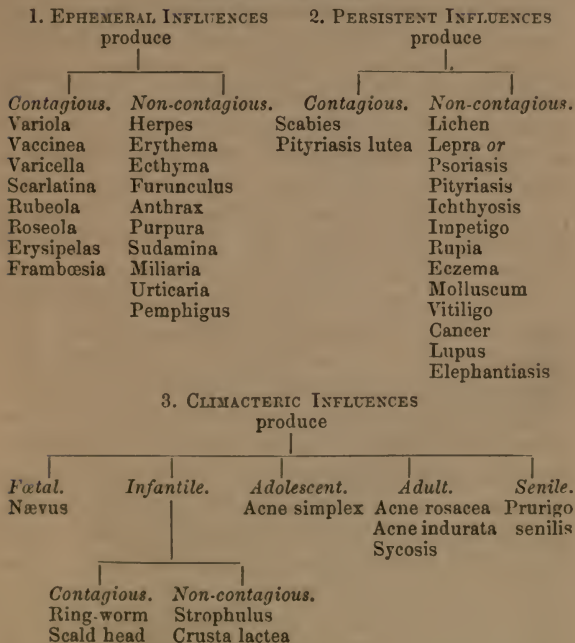 1. EPHEMERAL INFLUENCES
produce
Contagious. Non-contagious.
Variola Herpes
Vaccinea Erythema
Varicella Ecthyma
Scarlatina Furunculus
Rubeola Anthrax
Roseola Purpura
Erysipelas Sudamina
Frambœsia Miliaria
Urticaria
Pemphigus
2. PERSISTENT INFLUENCES
produce
Contagious. Non-contagious.
Scabies Lichen
Pityriasis lutea Lepra or
Psoriasis
Pityriasis
Ichthyosis
Impetigo
Rupia
Eczema
Molluscum
Vitiligo
Cancer
Lupus
Elephantiasis
3. CLIMACTERIC INFLUENCES
produce
Fœtal. Infantile. Adolescent. Adult. Senile.
Nævus Acne simplex Acne rosacea Prurigo
Acne indurata senilis
Sycosis
Contagious. Non-contagious.
Ring-worm Strophulus
Scald head Crusta lactea